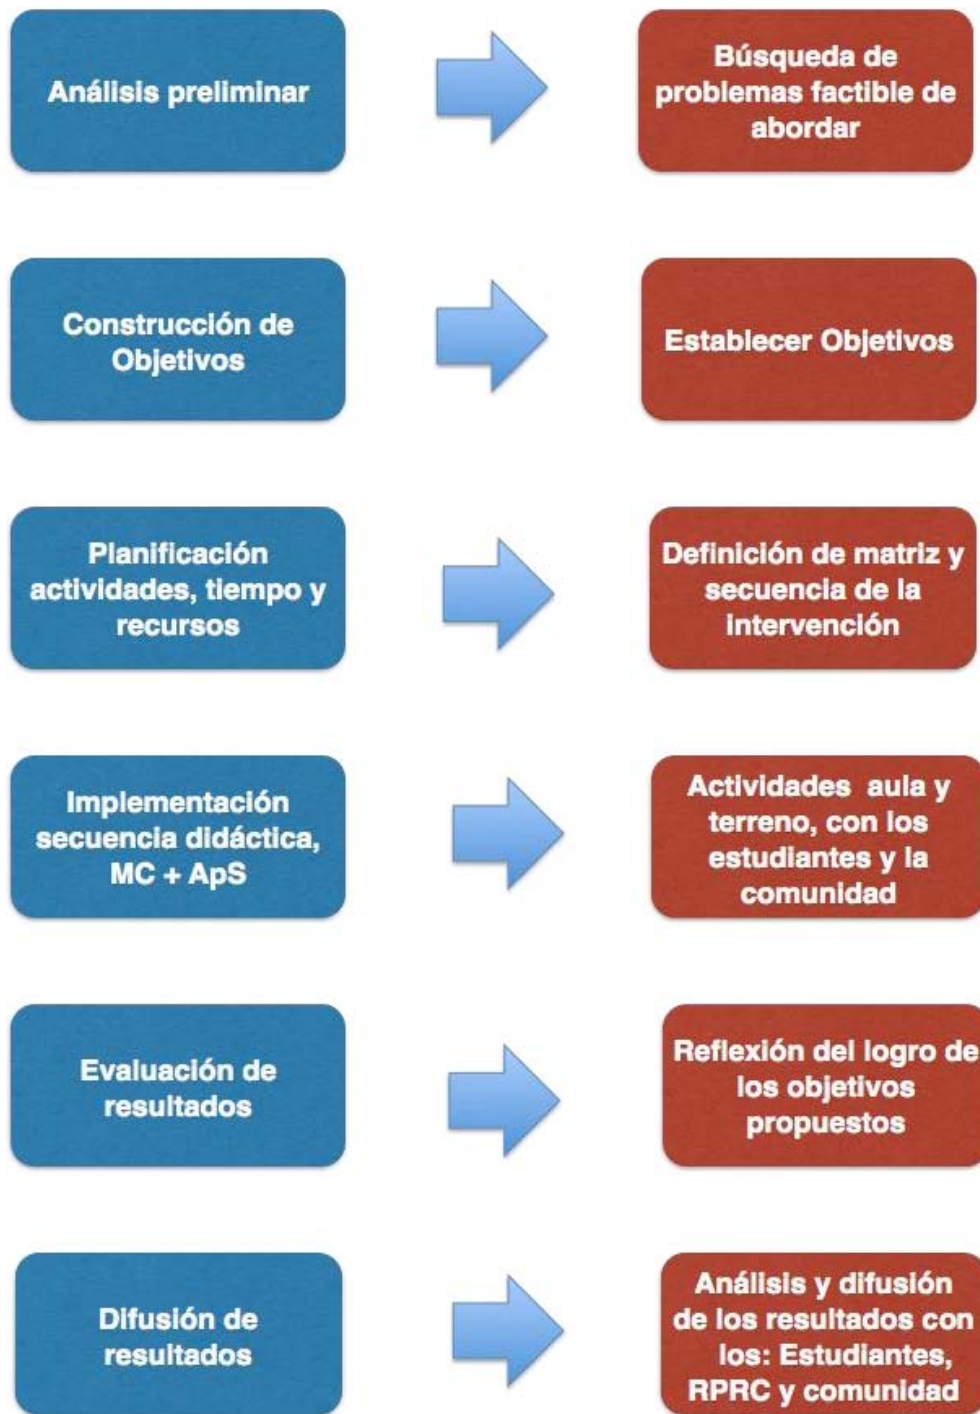 Análisis preliminar
Búsqueda de
problemas factible de
abordar
Construcción de
Objetivos
Establecer Objetivos
Planificación
actividades, tiempo y
recursos
Definición de matriz y
secuencia de la
intervención
Implementación
secuencia didáctica,
MC + ApS
Actividades aula y
terreno, con los
estudiantes y la
comunidad
Evaluación de
resultados
Reflexión del logro de
los objetivos
propuestos
Difusión de
resultados
Análisis y difusión
de los resultados con
los: Estudiantes,
RPRC y comunidad